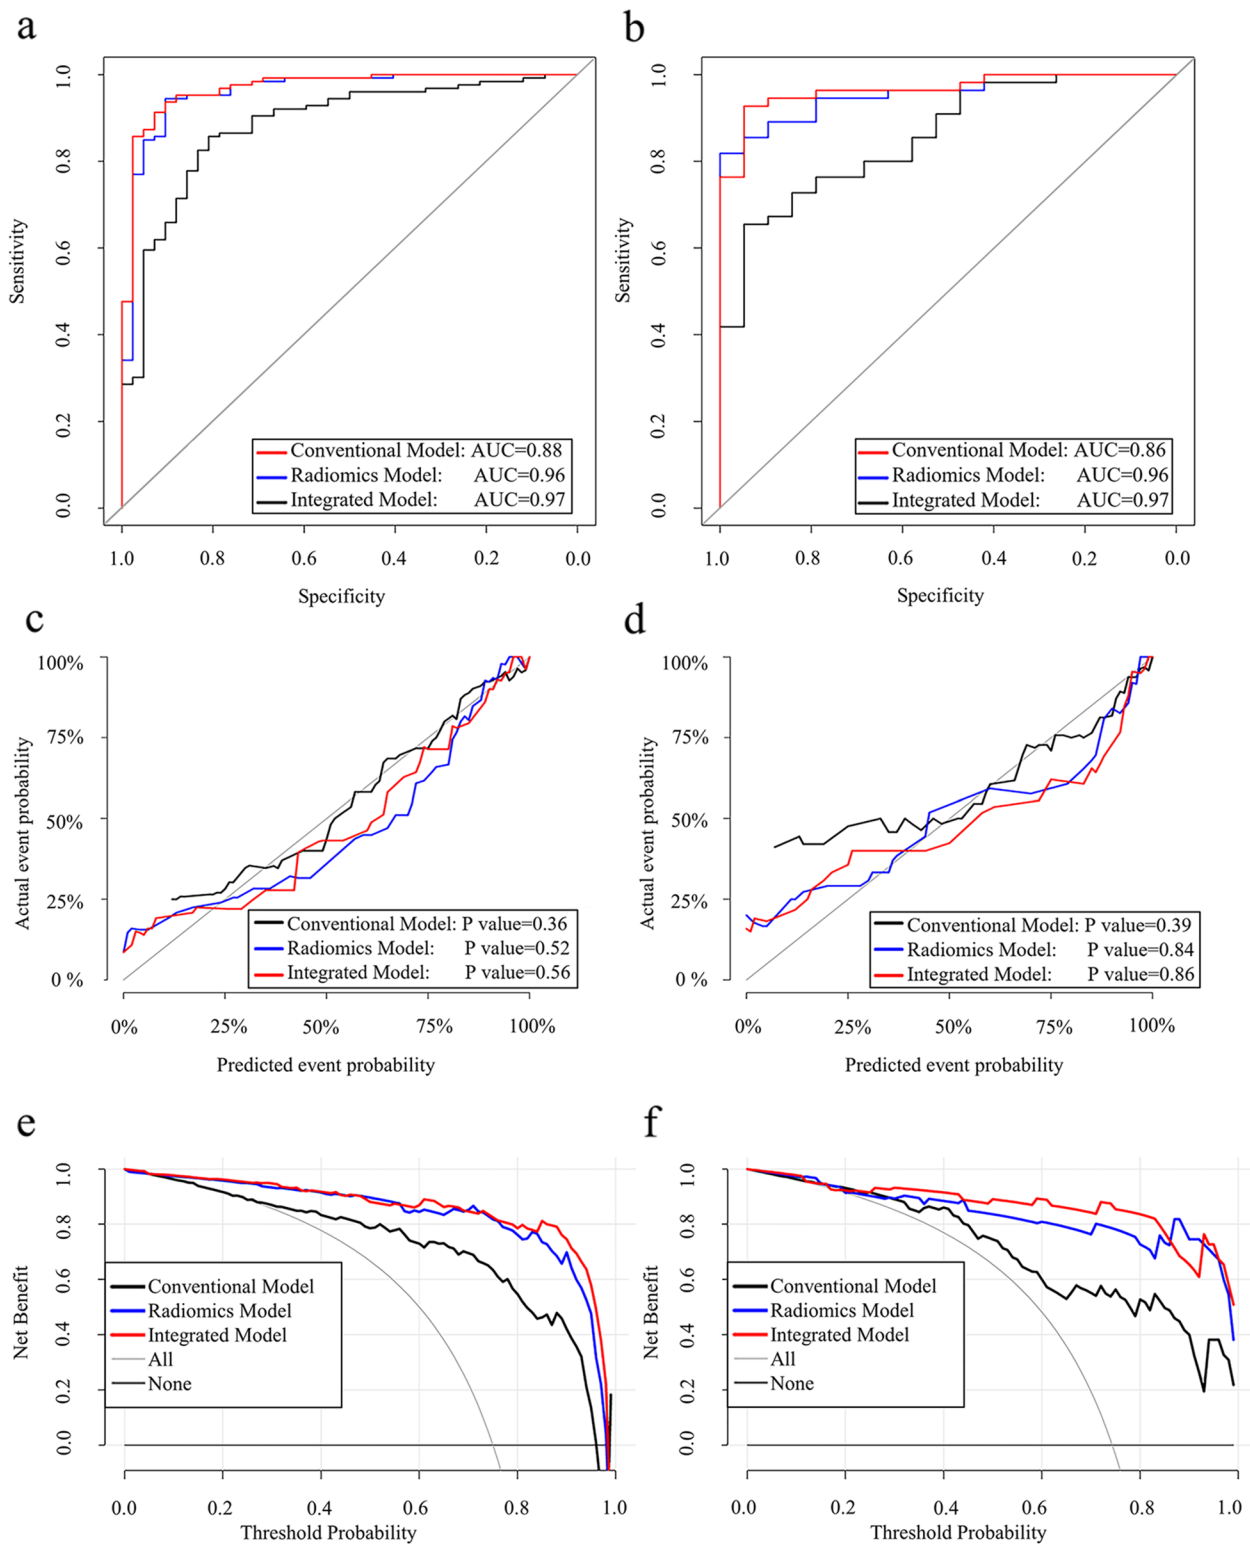 a
b
Sensitivity
1.0
0.8
0.6
0.4
0.2
0.0
Conventional Model: AUC=0.88
Radiomics Model: AUC=0.96
Integrated Model: AUC=0.97
1.0 0.8 0.6 0.4 0.2 0.0
Specificity
Sensitivity
1.0
0.8
0.6
0.4
0.2
0.0
Conventional Model: AUC=0.86
Radiomics Model: AUC=0.96
Integrated Model: AUC=0.97
1.0 0.8 0.6 0.4 0.2 0.0
Specificity
c
d
Actual event probability
100%
75%
50%
25%
0 %
Conventional Model: P value=0.36
Radiomics Model: P value=0.52
Integrated Model: P value=0.56
0% 25% 50% 75% 100%
Predicted event probability
Actual event probability
100%
75%
50%
25%
0 %
Conventional Model: P value=0.39
Radiomics Model: P value=0.84
Integrated Model: P value=0.86
0% 25% 50% 75% 100%
Predicted event probability
e
f
Net Benefit
1.0
0.8
0.6
0.4
0.2
0.0
Conventional Model
Radiomics Model
Integrated Model
All
None
0.0 0.2 0.4 0.6 0.8 1.0
Threshold Probability
Net Benefit
1.0
0.8
0.6
0.4
0.2
0.0
Conventional Model
Radiomics Model
Integrated Model
All
None
0.0 0.2 0.4 0.6 0.8 1.0
Threshold Probability